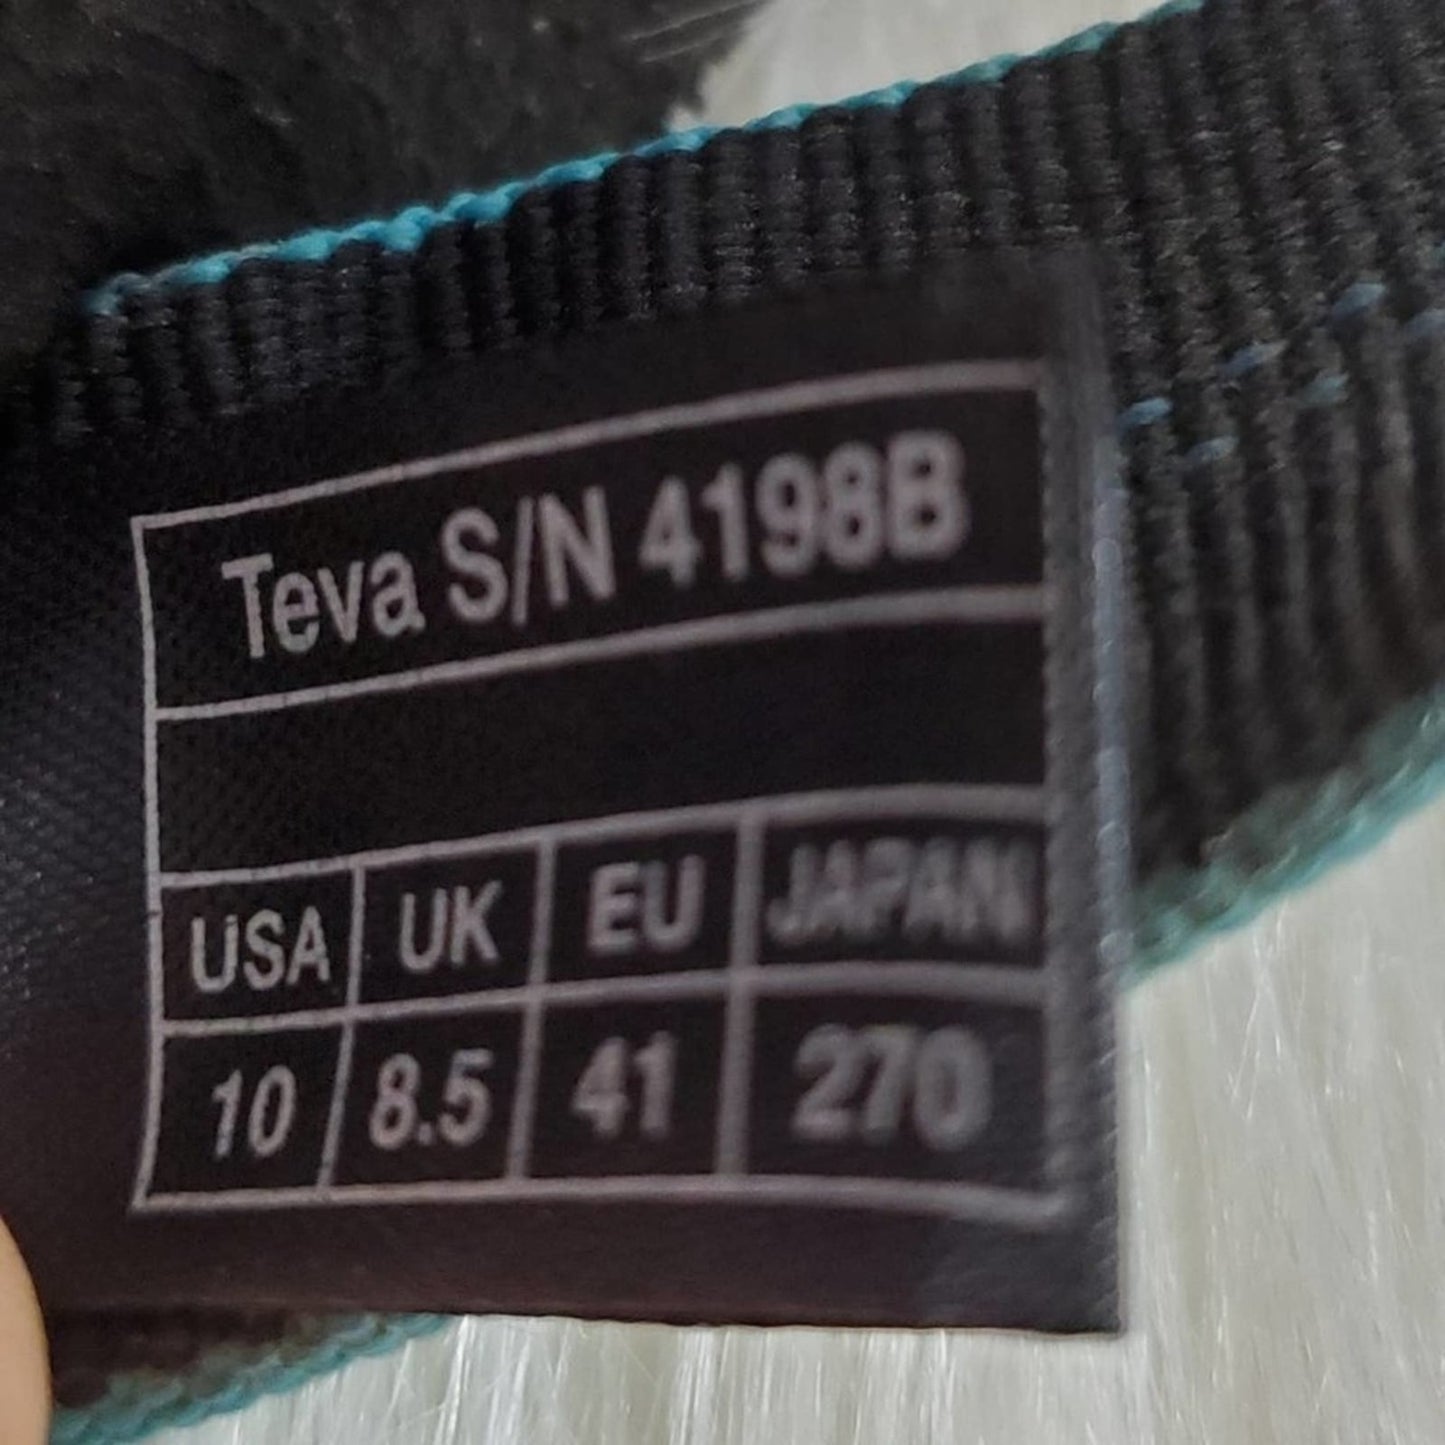 Teva S/N 4198B
USA UK EU JAPAN
10 8.5 41 270